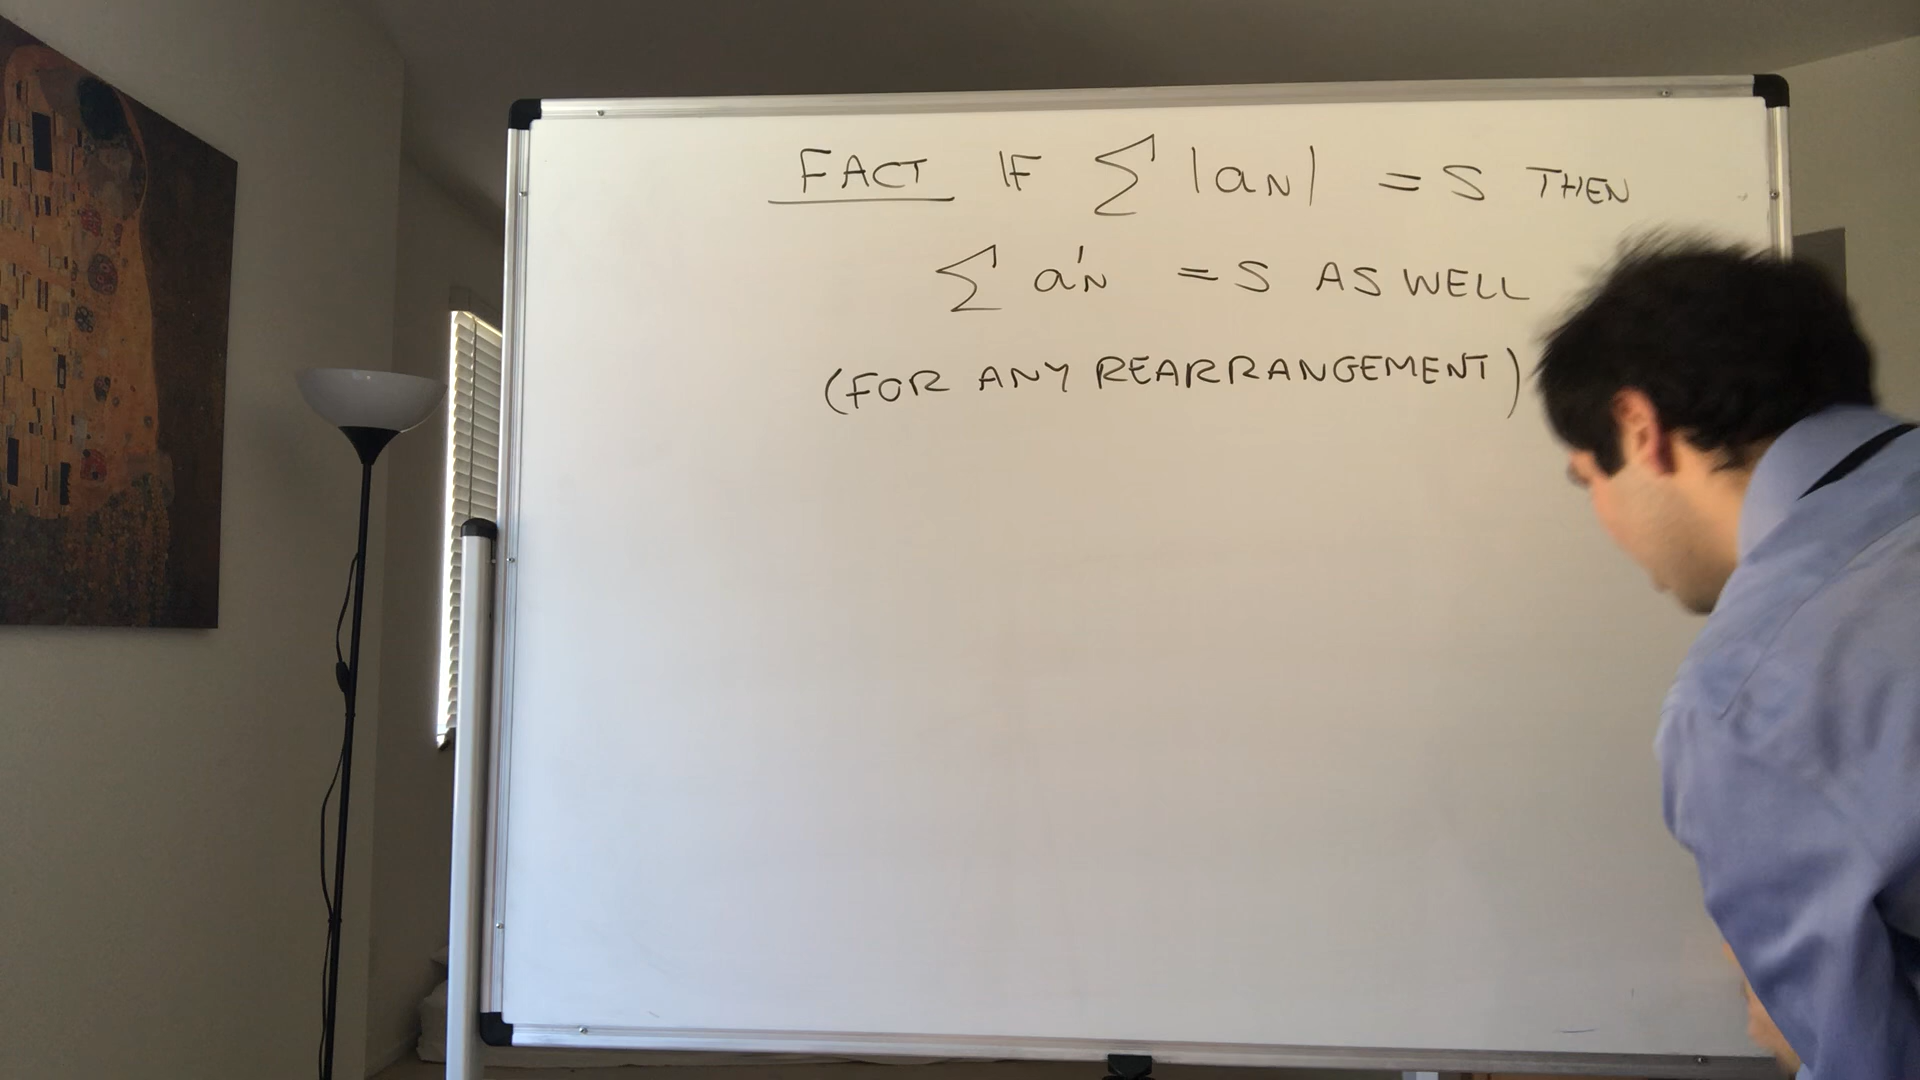 FACT IF ∑ |aN| = S THEN
∑ a'N = S AS WELL
(FOR ANY REARRANGEMENT)